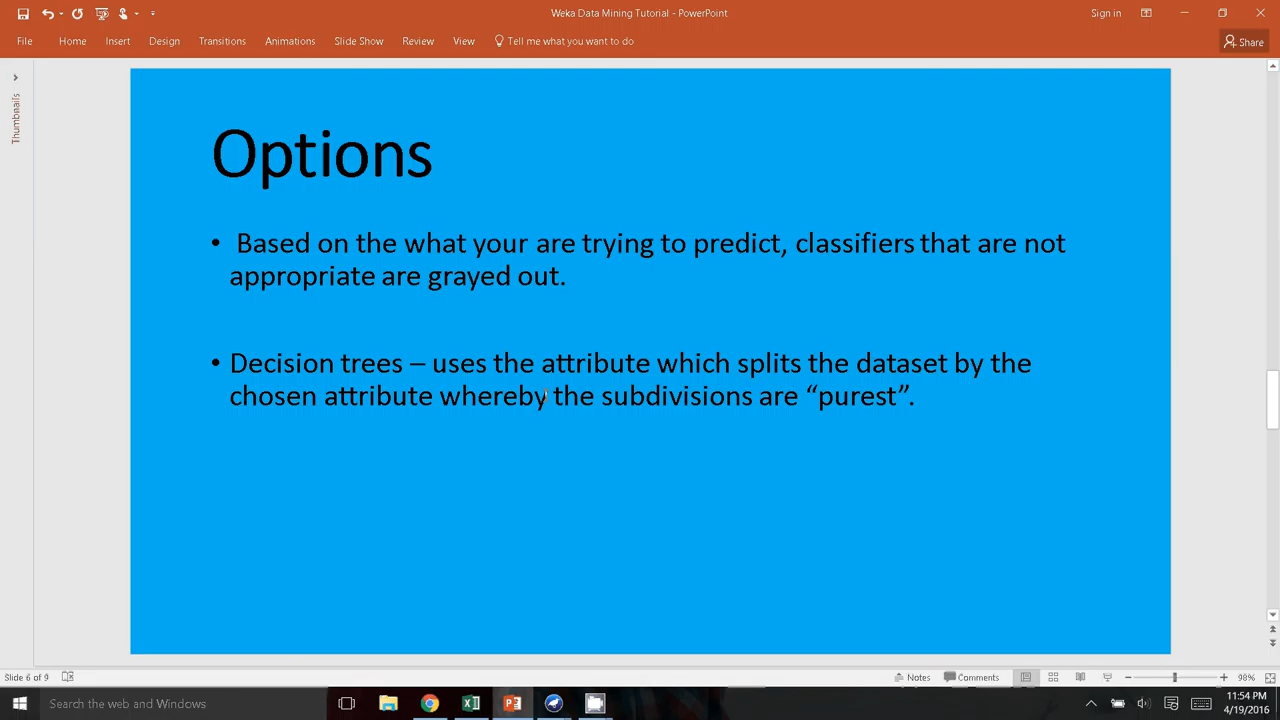 Weka Data Mining Tutorial - PowerPoint
Sign in
File Home Insert Design Transitions Animations Slide Show Review View Tell me what you want to do
Share
Thumbnails
Options
• Based on the what your are trying to predict, classifiers that are not
appropriate are grayed out.
• Decision trees – uses the attribute which splits the dataset by the
chosen attribute whereby the subdivisions are “purest”.
Slide 6 of 9
Notes
Comments
98%
Search the web and Windows
11:54 PM
4/19/2016